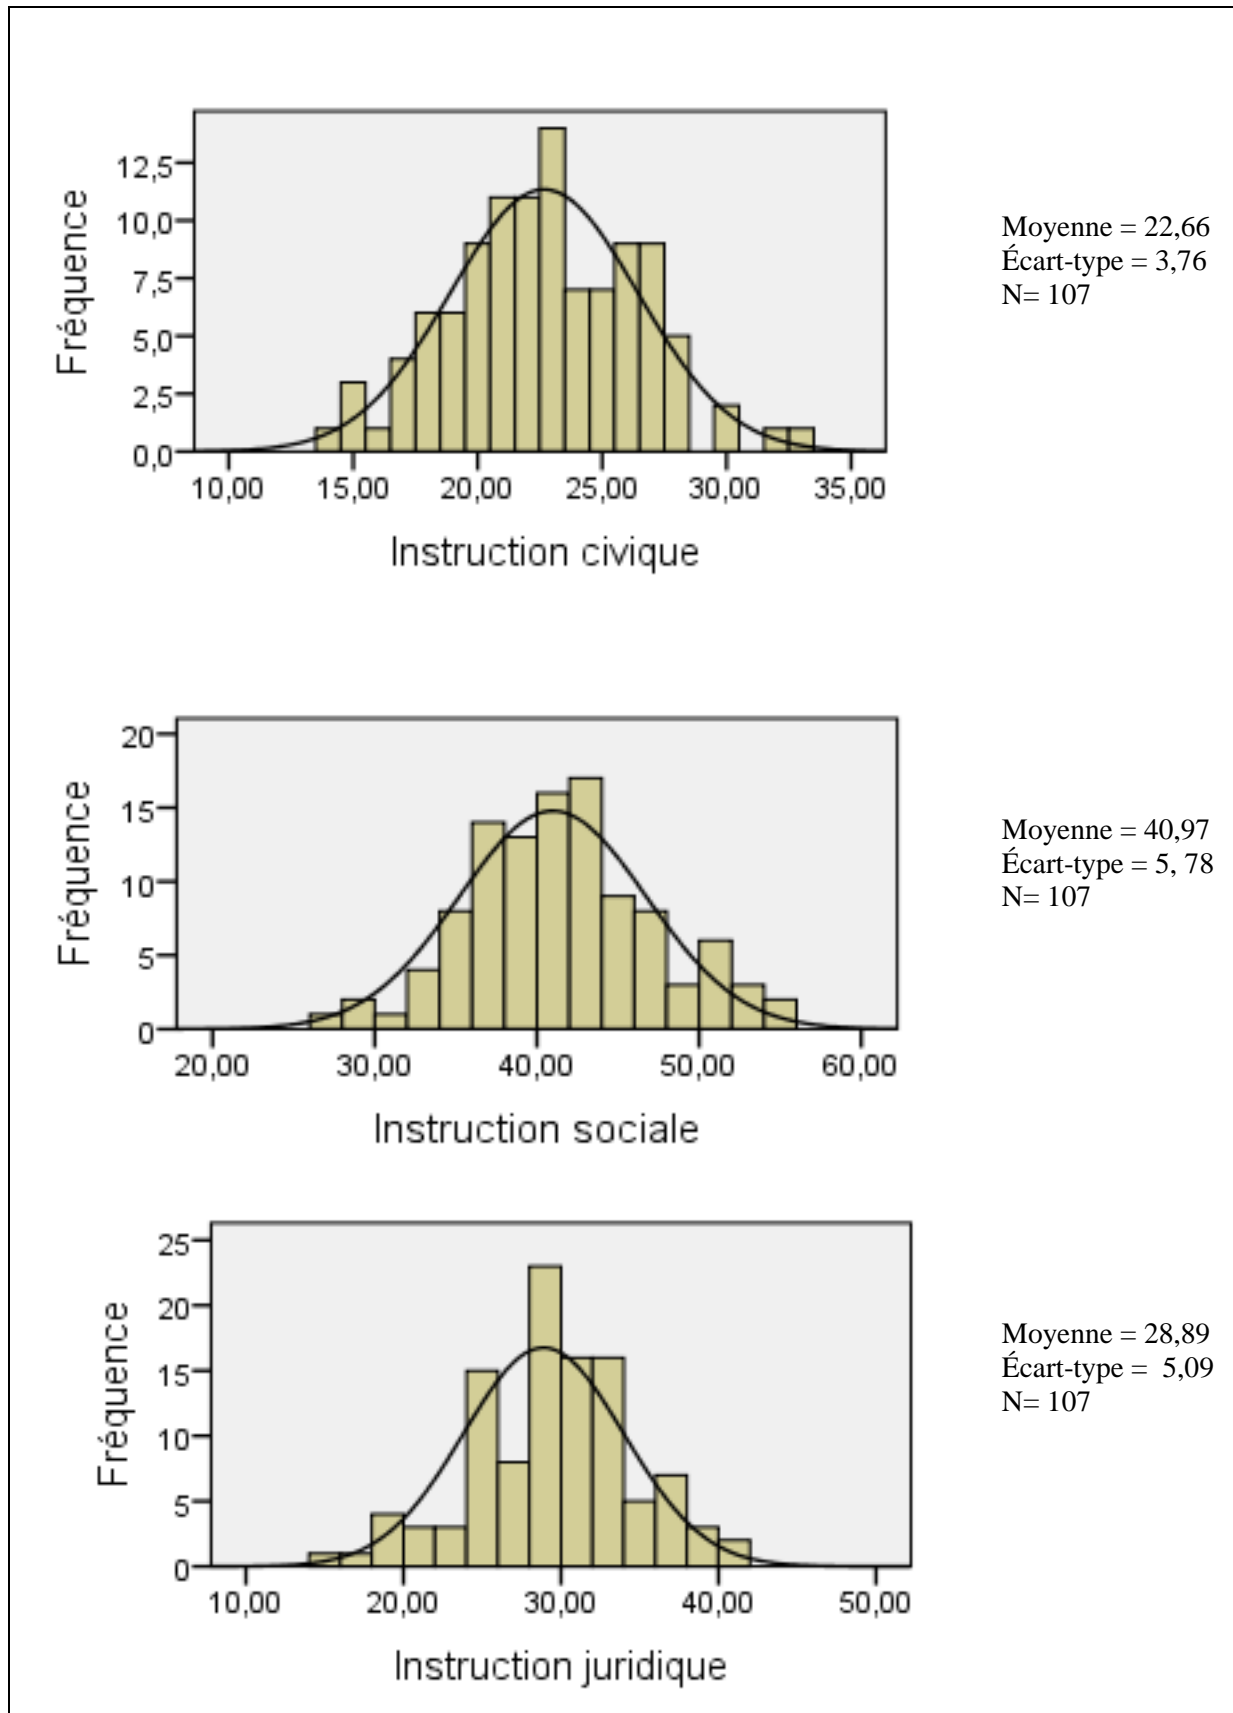 12,5
10,0
7,5
5,0
2,5
0,0
Fréquence
10,00 15,00 20,00 25,00 30,00 35,00
Instruction civique
Moyenne = 22,66
Écart-type = 3,76
N= 107
20
15
10
5
0
Fréquence
20,00 30,00 40,00 50,00 60,00
Instruction sociale
Moyenne = 40,97
Écart-type = 5, 78
N= 107
25
20
15
10
5
0
Fréquence
10,00 20,00 30,00 40,00 50,00
Instruction juridique
Moyenne = 28,89
Écart-type =  5,09
N= 107